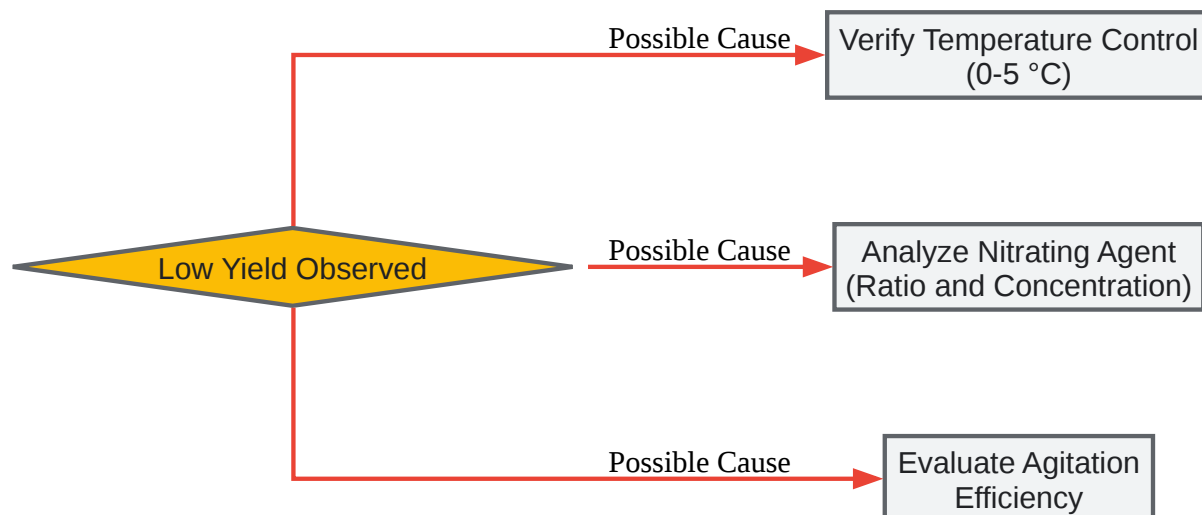 Possible Cause
Verify Temperature Control
(0-5 °C)
Low Yield Observed
Possible Cause
Analyze Nitrating Agent
(Ratio and Concentration)
Possible Cause
Evaluate Agitation
Efficiency